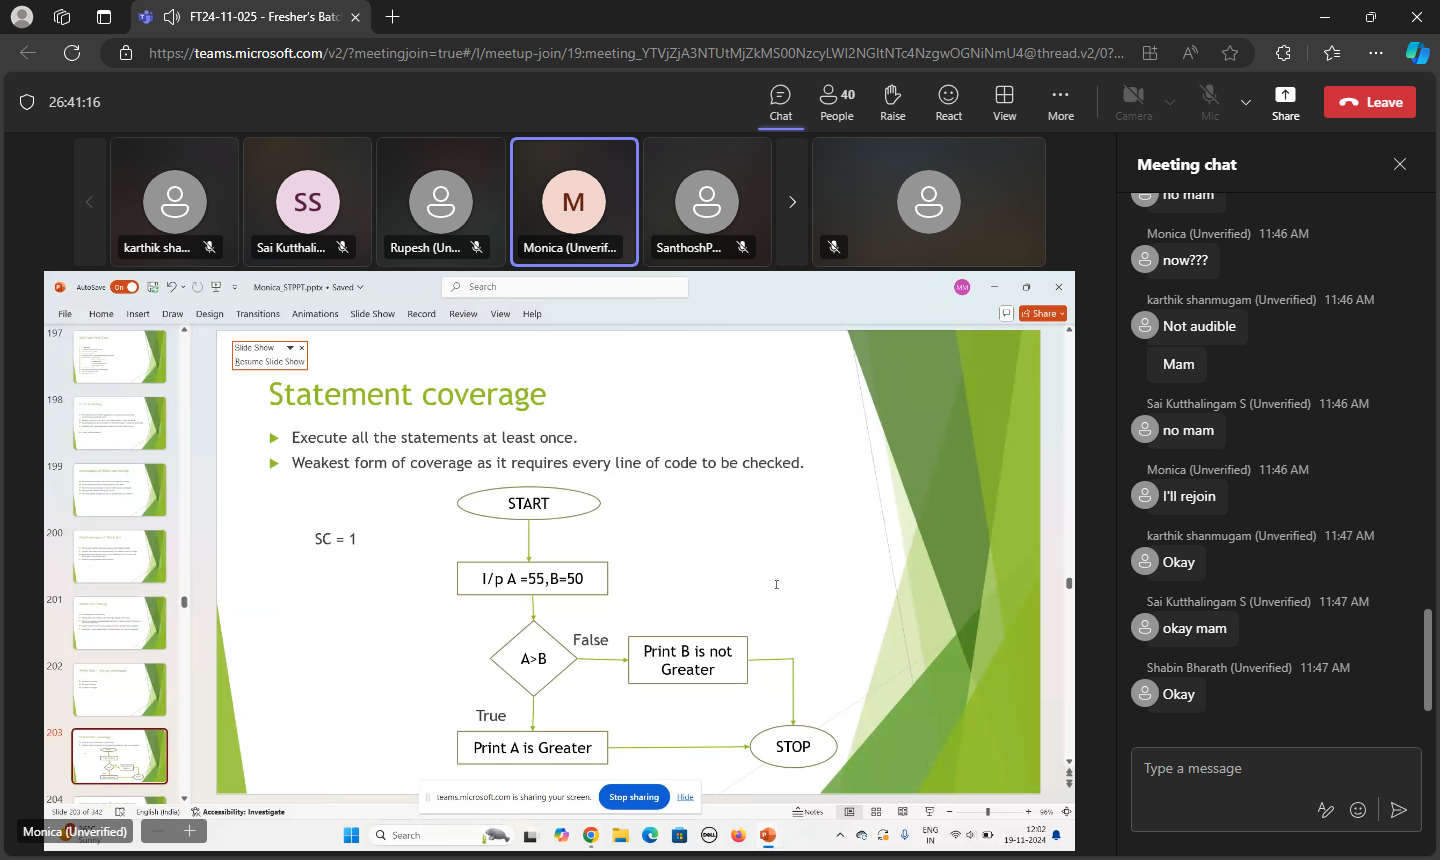 FT24-11-025 - Fresher's Batc
https://teams.microsoft.com/v2/?meetingjoin=true#/l/meetup-join/19:meeting_YTVjZjA3NTUtMjZkMS00NzcyLWI2NGItNTc4NzgwOGNiNmU4@thread.v2/0?...
26:41:16
Chat
40
People
Raise
React
View
More
Camera
Mic
Share
Leave
karthik sha...
SS
Sai Kutthali...
Rupesh (Un...
M
Monica (Unverif...
SanthoshP...
Meeting chat
no mam
Monica (Unverified) 11:46 AM
now???
karthik shanmugam (Unverified) 11:46 AM
Not audible
Mam
Sai Kutthalingam S (Unverified) 11:46 AM
no mam
Monica (Unverified) 11:46 AM
I'll rejoin
karthik shanmugam (Unverified) 11:47 AM
Okay
Sai Kutthalingam S (Unverified) 11:47 AM
okay mam
Shabin Bharath (Unverified) 11:47 AM
Okay
Type a message
AutoSave On
Monica_STPPT.pptx • Saved
Search
MM
File Home Insert Draw Design Transitions Animations Slide Show Record Review View Help
Share
197
198
199
200
201
202
203
204
Slide Show
Resume Slide Show
Statement coverage
Execute all the statements at least once.
Weakest form of coverage as it requires every line of code to be checked.
START
SC = 1
I/p A =55,B=50
A>B
False
Print B is not
Greater
True
Print A is Greater
STOP
teams.microsoft.com is sharing your screen.
Stop sharing
Hide
Slide 203 of 342
English (India)
Accessibility: Investigate
Notes
96%
Monica (Unverified)
Sunny
Search
DELL
ENG
IN
12:02
19-11-2024